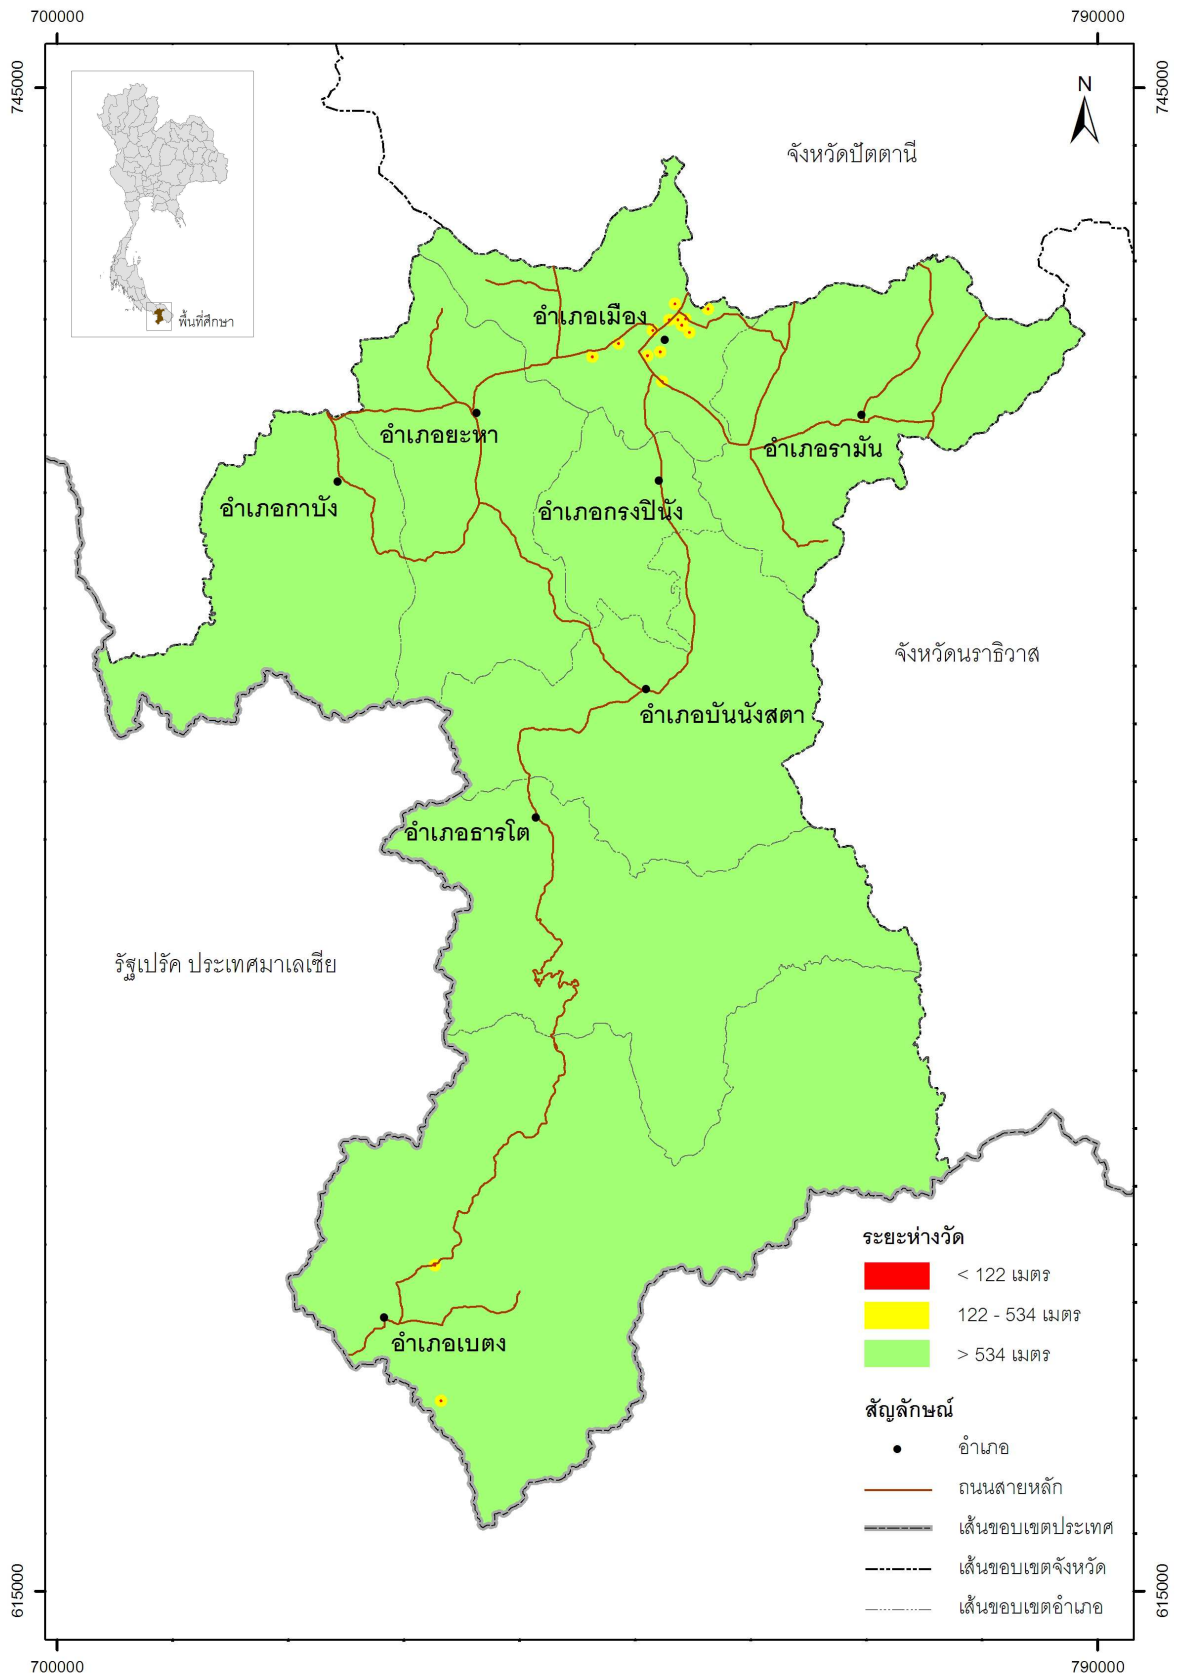 700000
790000
745000
745000
N
จังหวัดปัตตานี
พื้นที่ศึกษา
อำเภอเมือง
อำเภอยะหา
อำเภอรามัน
อำเภอกาบัง
อำเภอกรงปินัง
จังหวัดนราธิวาส
อำเภอบันนังสตา
อำเภอธารโต
รัฐเปรัค ประเทศมาเลเซีย
ระยะห่างวัด
< 122 เมตร
122 - 534 เมตร
> 534 เมตร
อำเภอเบตง
สัญลักษณ์
อำเภอ
ถนนสายหลัก
เส้นขอบเขตประเทศ
เส้นขอบเขตจังหวัด
เส้นขอบเขตอำเภอ
615000
615000
700000
790000